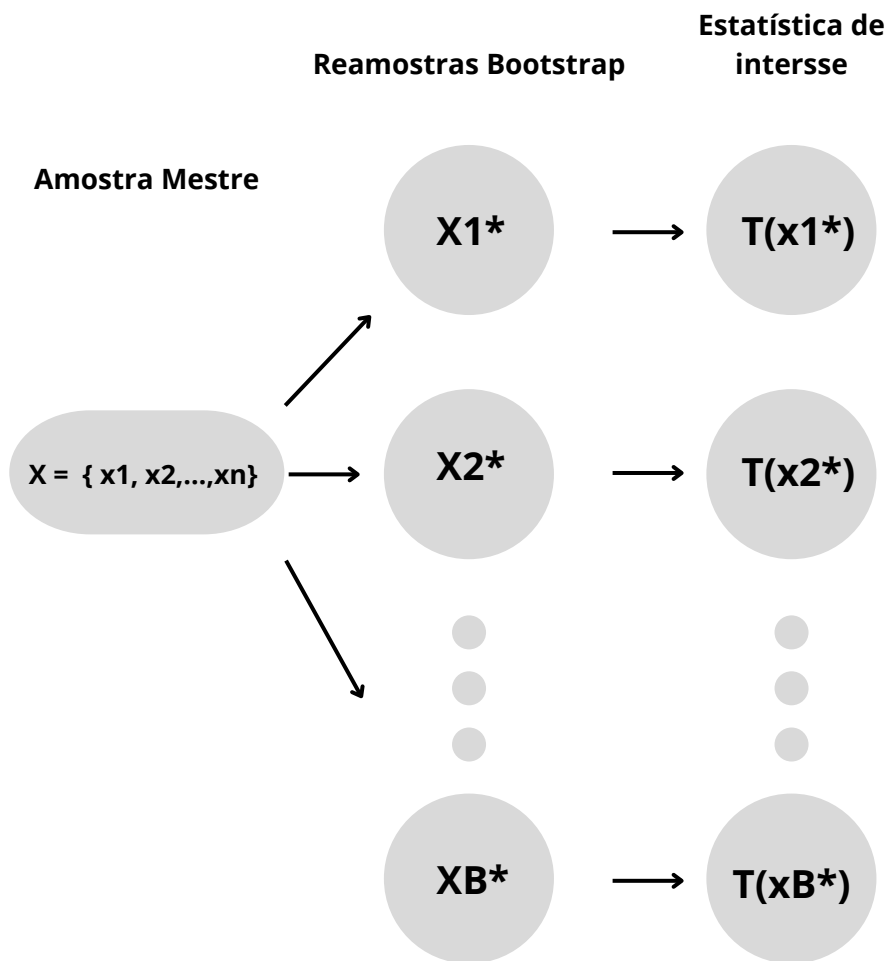 Estatística de
intersse
Reamostras Bootstrap
Amostra Mestre
X1*
T(x1*)
X = { x1, x2,...,xn}
X2*
T(x2*)
XB*
T(xB*)